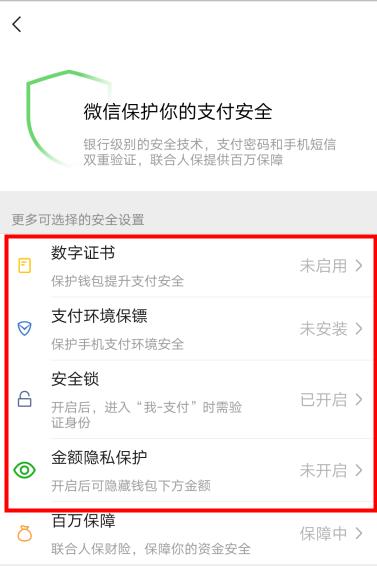 微信保护你的支付安全
银行级别的安全技术，支付密码和手机短信
双重验证，联合人保提供百万保障
更多可选择的安全设置
数字证书
保护钱包提升支付安全
未启用
支付环境保镖
保护手机支付环境安全
未安装
安全锁
开启后，进入“我-支付”时需验
证身份
已开启
金额隐私保护
开启后可隐藏钱包下方金额
未开启
百万保障
联合人保财险，保障你的资金安全
保障中